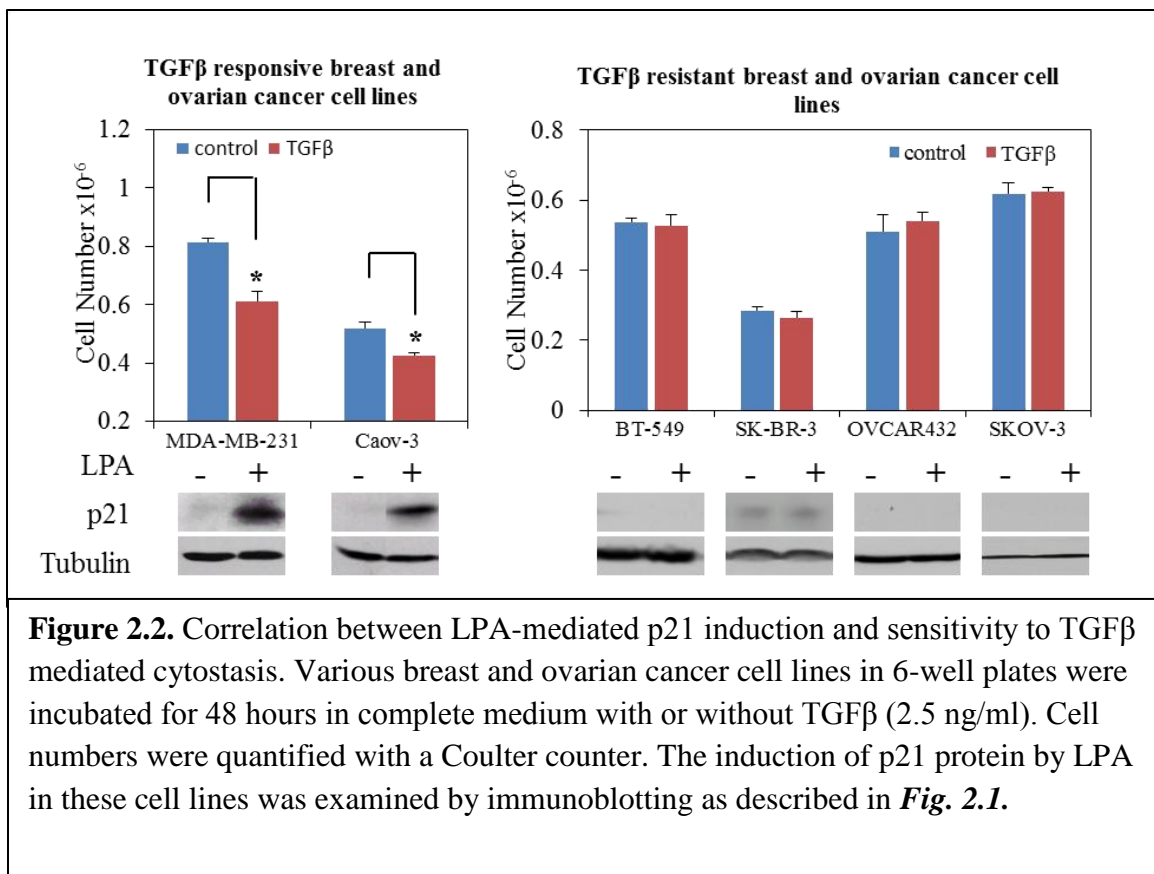 TGFβ responsive breast and
ovarian cancer cell lines
1.2
1
0.8
0.6
0.4
0.2
Cell Number x10-6
control TGFβ
*
*
MDA-MB-231 Caov-3
TGFβ resistant breast and ovarian cancer cell
lines
0.8
0.6
0.4
0.2
0
Cell Number x10-6
control TGFβ
BT-549 SK-BR-3 OVCAR432 SKOV-3
LPA - + - + - + - + - + - +
p21
Tubulin
Figure 2.2. Correlation between LPA-mediated p21 induction and sensitivity to TGFβ
mediated cytostasis. Various breast and ovarian cancer cell lines in 6-well plates were
incubated for 48 hours in complete medium with or without TGFβ (2.5 ng/ml). Cell
numbers were quantified with a Coulter counter. The induction of p21 protein by LPA
in these cell lines was examined by immunoblotting as described in Fig. 2.1.